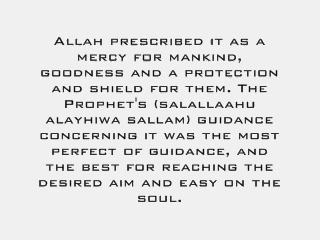 Allah prescribed it as a
mercy for mankind,
goodness and a protection
and shield for them. The
Prophet's (salallaahu
alayhiwa sallam) guidance
concerning it was the most
perfect of guidance, and
the best for reaching the
desired aim and easy on the
soul.